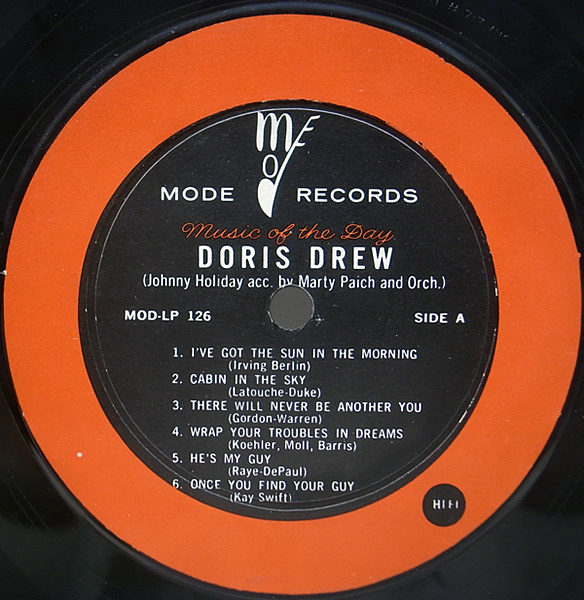 MODE RECORDS
Music of the Day
DORIS DREW
(Johnny Holiday acc. by Marty Paich and Orch.)
MOD-LP 126 SIDE A
1. I'VE GOT THE SUN IN THE MORNING
(Irving Berlin)
2. CABIN IN THE SKY
(Latouche-Duke)
3. THERE WILL NEVER BE ANOTHER YOU
(Gordon-Warren)
4. WRAP YOUR TROUBLES IN DREAMS
(Koehler, Moll, Barris)
5. HE'S MY GUY
(Raye-DePaul)
6. ONCE YOU FIND YOUR GUY
(Kay Swift)
HIFI